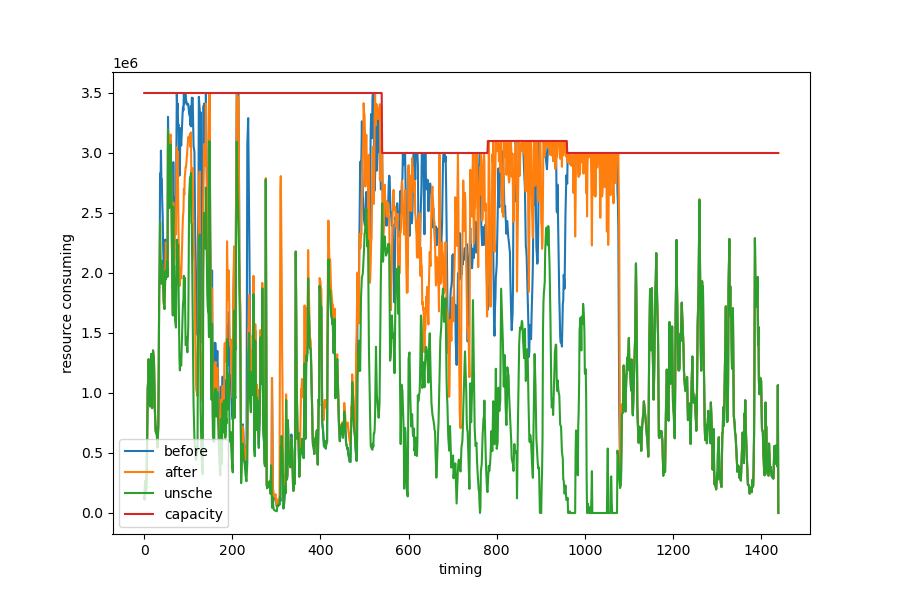 1e6
3.5
3.0
2.5
2.0
1.5
1.0
0.5
0.0
resource consuming
before
after
unsche
capacity
0 200 400 600 800 1000 1200 1400
timing